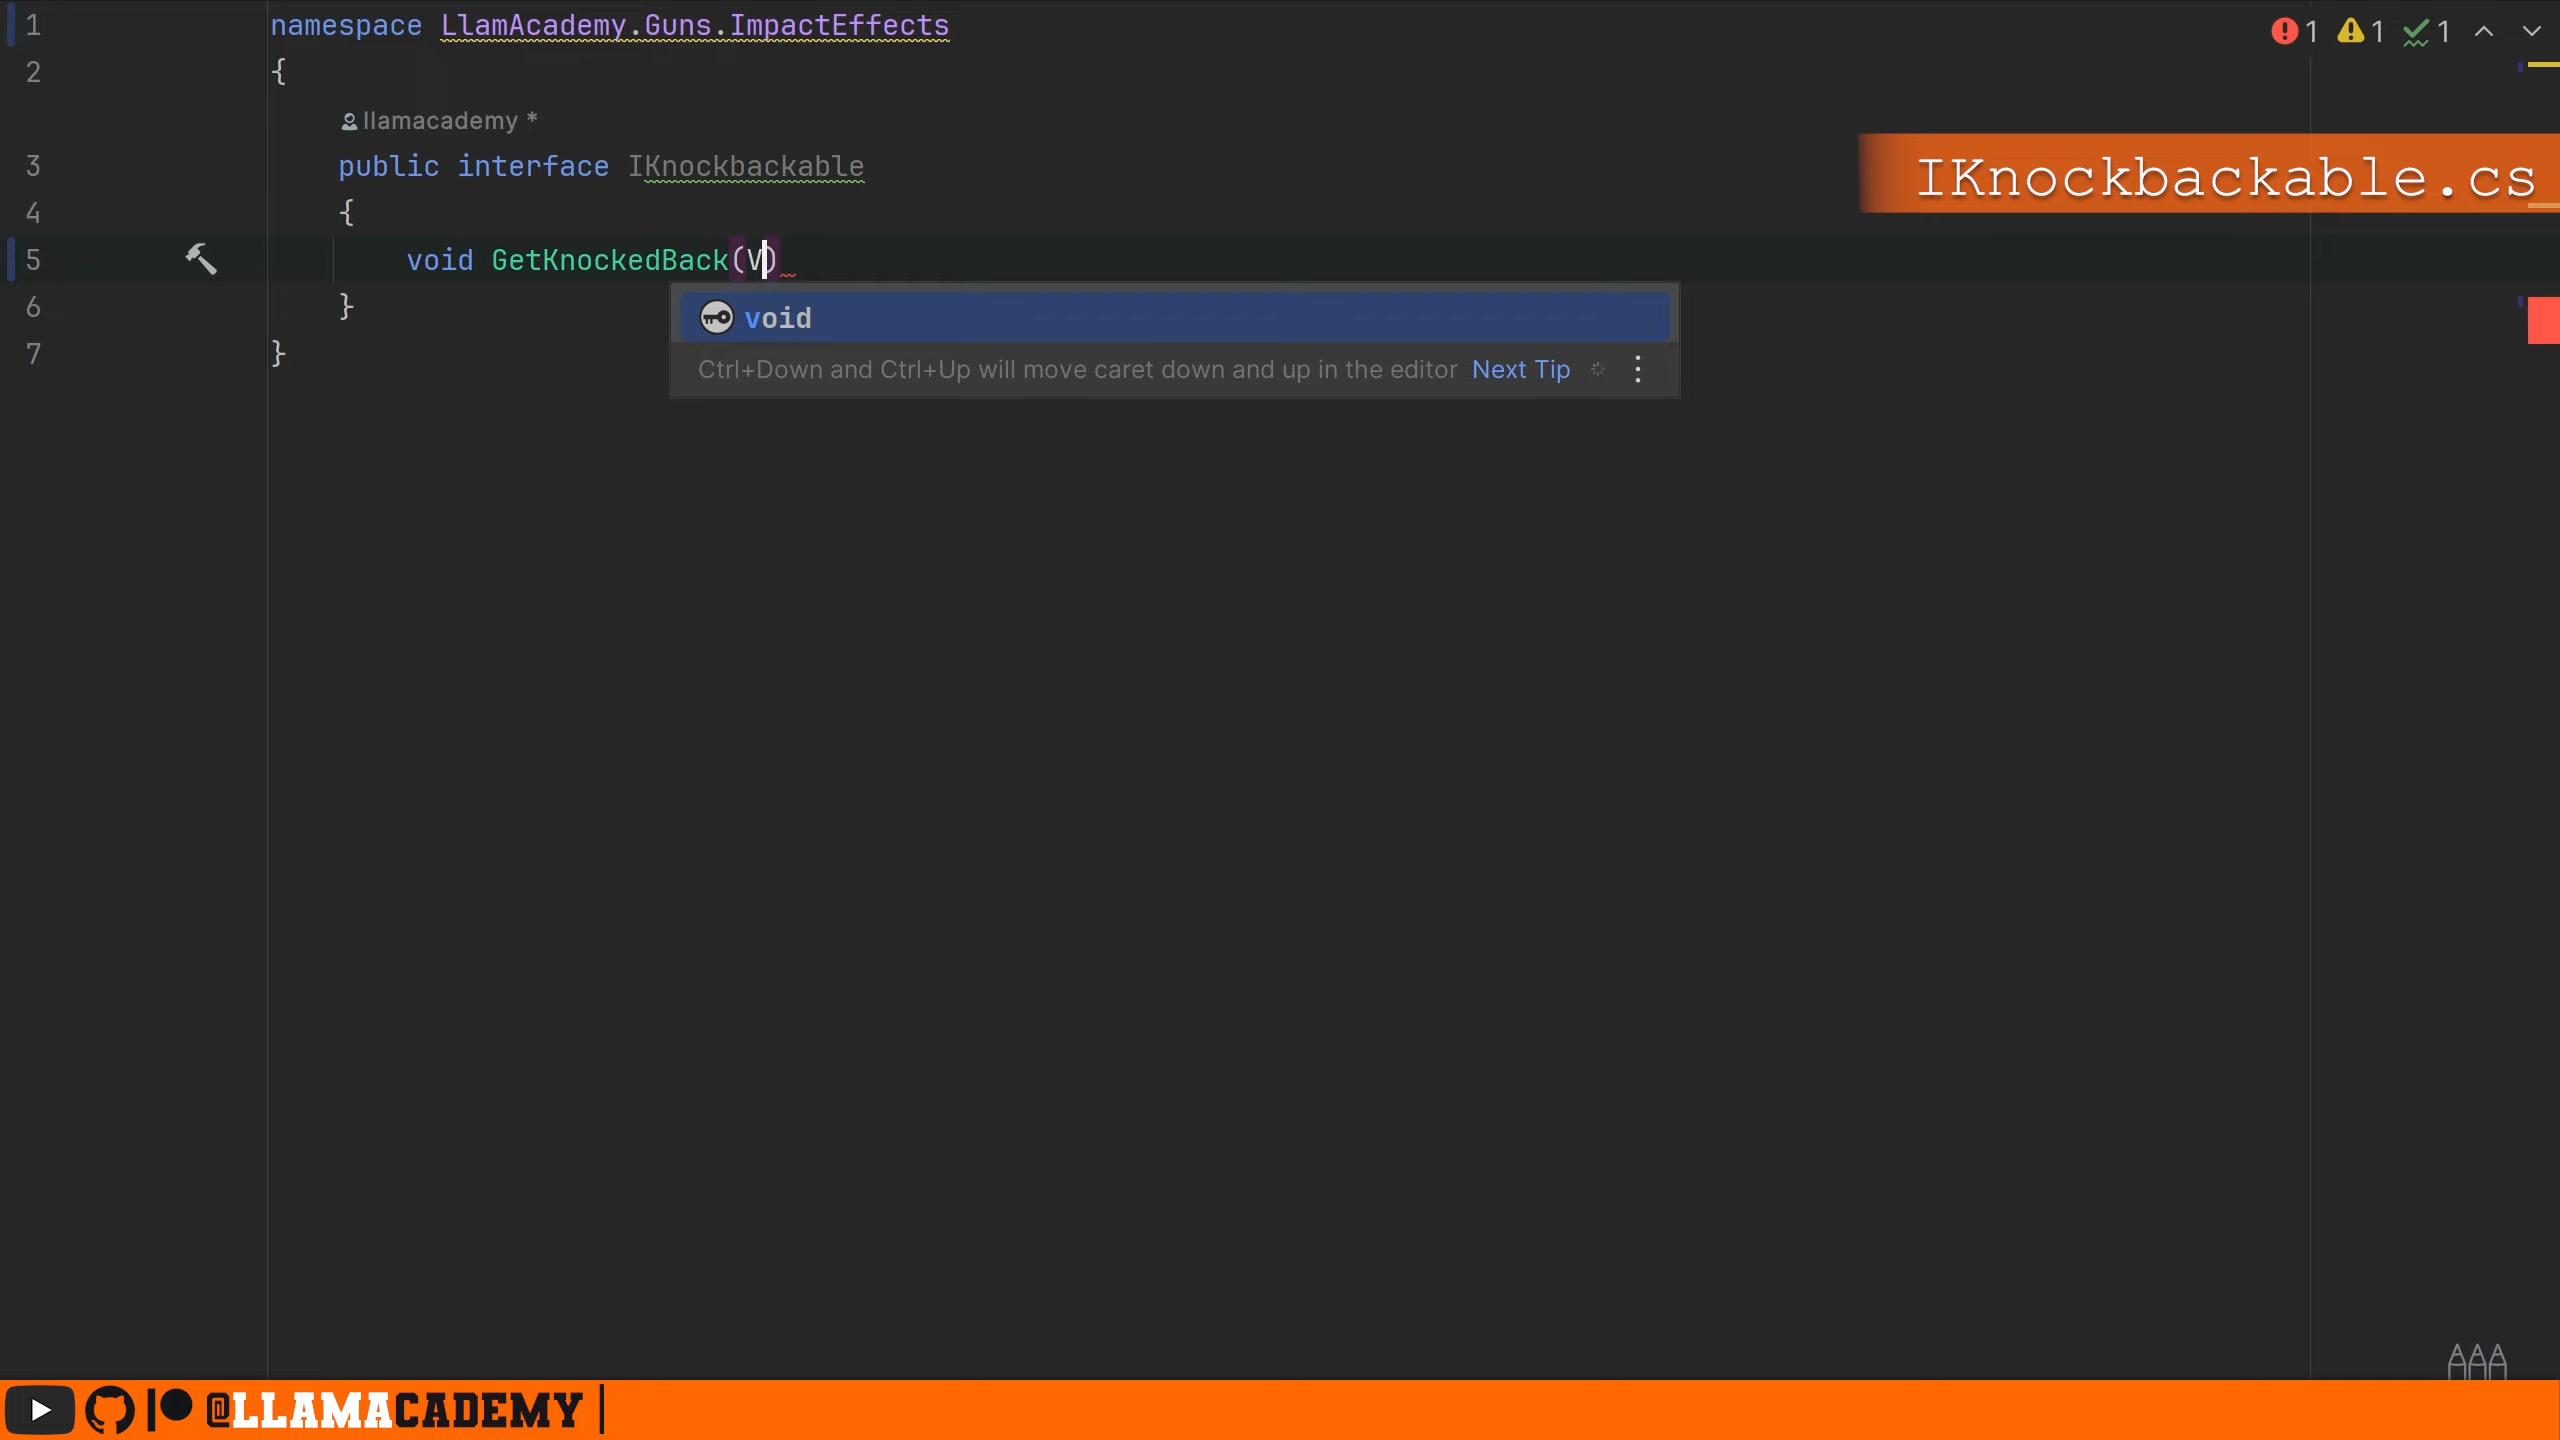 1 namespace LlamAcademy.Guns.ImpactEffects
1 1 1
2 {
llamacademy *
3 public interface IKnockbackable
IKnockbackable.cs
4 {
5 void GetKnockedBack(V)
void
6 }
Ctrl+Down and Ctrl+Up will move caret down and up in the editor Next Tip
7 }
@LLAMACADEMY